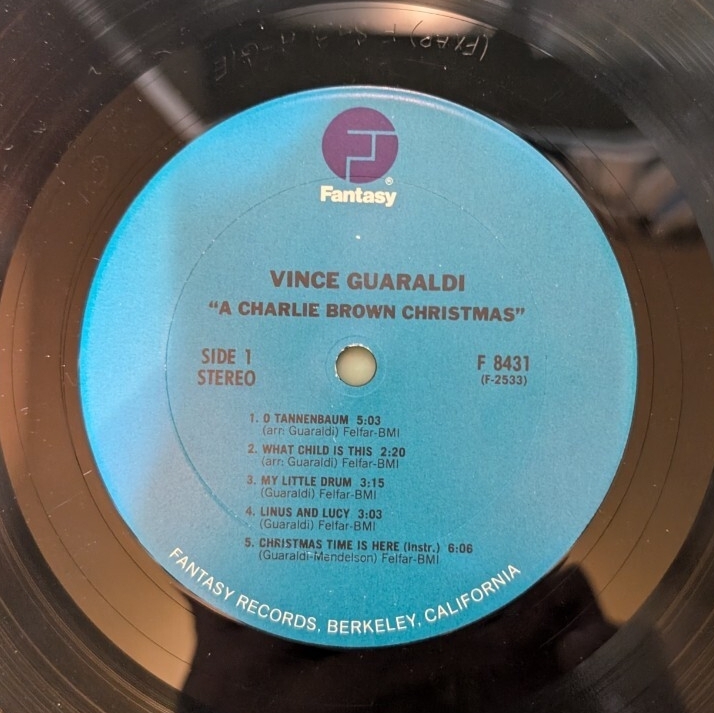 Fantasy ®
VINCE GUARALDI
"A CHARLIE BROWN CHRISTMAS"
SIDE 1
STEREO
F 8431
(F-2533)
1. O TANNENBAUM 5:03
(arr: Guaraldi) Felfar-BMI
2. WHAT CHILD IS THIS 2:20
(arr: Guaraldi) Felfar-BMI
3. MY LITTLE DRUM 3:15
(Guaraldi) Felfar-BMI
4. LINUS AND LUCY 3:03
(Guaraldi) Felfar-BMI
5. CHRISTMAS TIME IS HERE (Instr.) 6:06
(Guaraldi-Mendelson) Felfar-BMI
FANTASY RECORDS, BERKELEY, CALIFORNIA